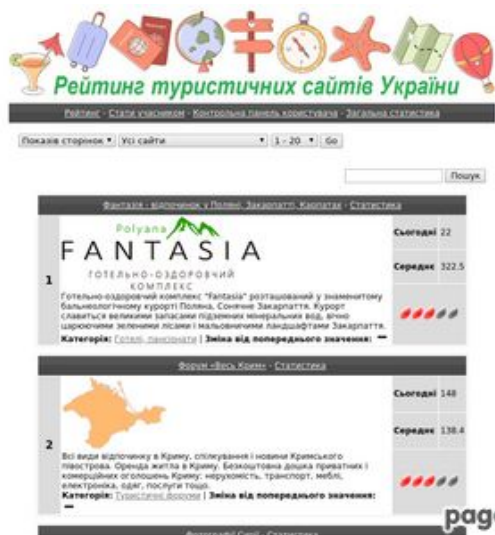 Рейтинг туристичних сайтів України
Рейтинг - Стати учасником - Контрольна панель користувача - Загальна статистика
Показів сторінок Усі сайти 1 - 20 Go
Пошук
Фантазія - відпочинок у Поляні, Закарпатті, Карпатах - Статистика
1
Polyana
FANTASIA
ГОТЕЛЬНО-ОЗДОРОВЧИЙ
КОМПЛЕКС
Готельно-оздоровчий комплекс "Fantasia" розташований у знаменитому
бальнеологічному курорті Поляна, Сонячне Закарпаття. Курорт
славиться великими запасами підземних мінеральних вод, вічно
царюючими зеленими лісами і мальовничими ландшафтами Закарпаття.
Категорія: Готелі, пансіонати | Зміна від попереднього значення:
Сьогодні 22
Середнє 322.5
Форум «Весь Крим» - Статистика
2
Всі види відпочинку в Криму, спілкування і новини Кримського
півострова. Оренда житла в Криму. Безкоштовна дошка приватних і
комерційних оголошень Криму: нерухомість, транспорт, меблі,
електроніка, одяг, послуги тощо.
Категорія: Туристичні форуми | Зміна від попереднього значення:
Сьогодні 148
Середнє 138.4
pag